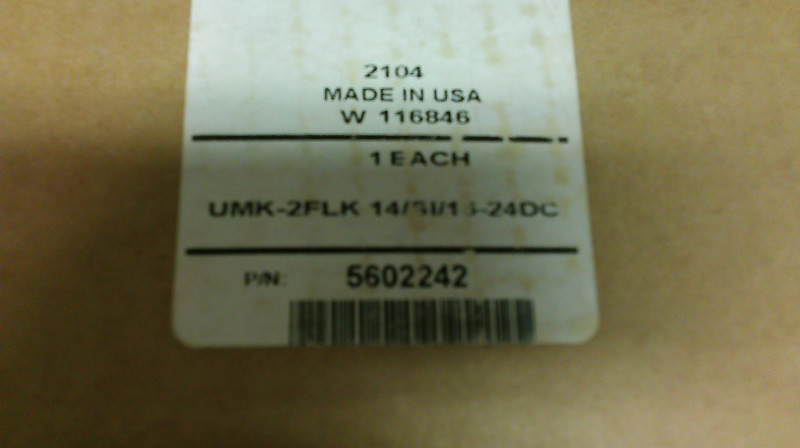 2104
MADE IN USA
W 116846
1 EACH
UMK-2FLK
P/N: 5602242